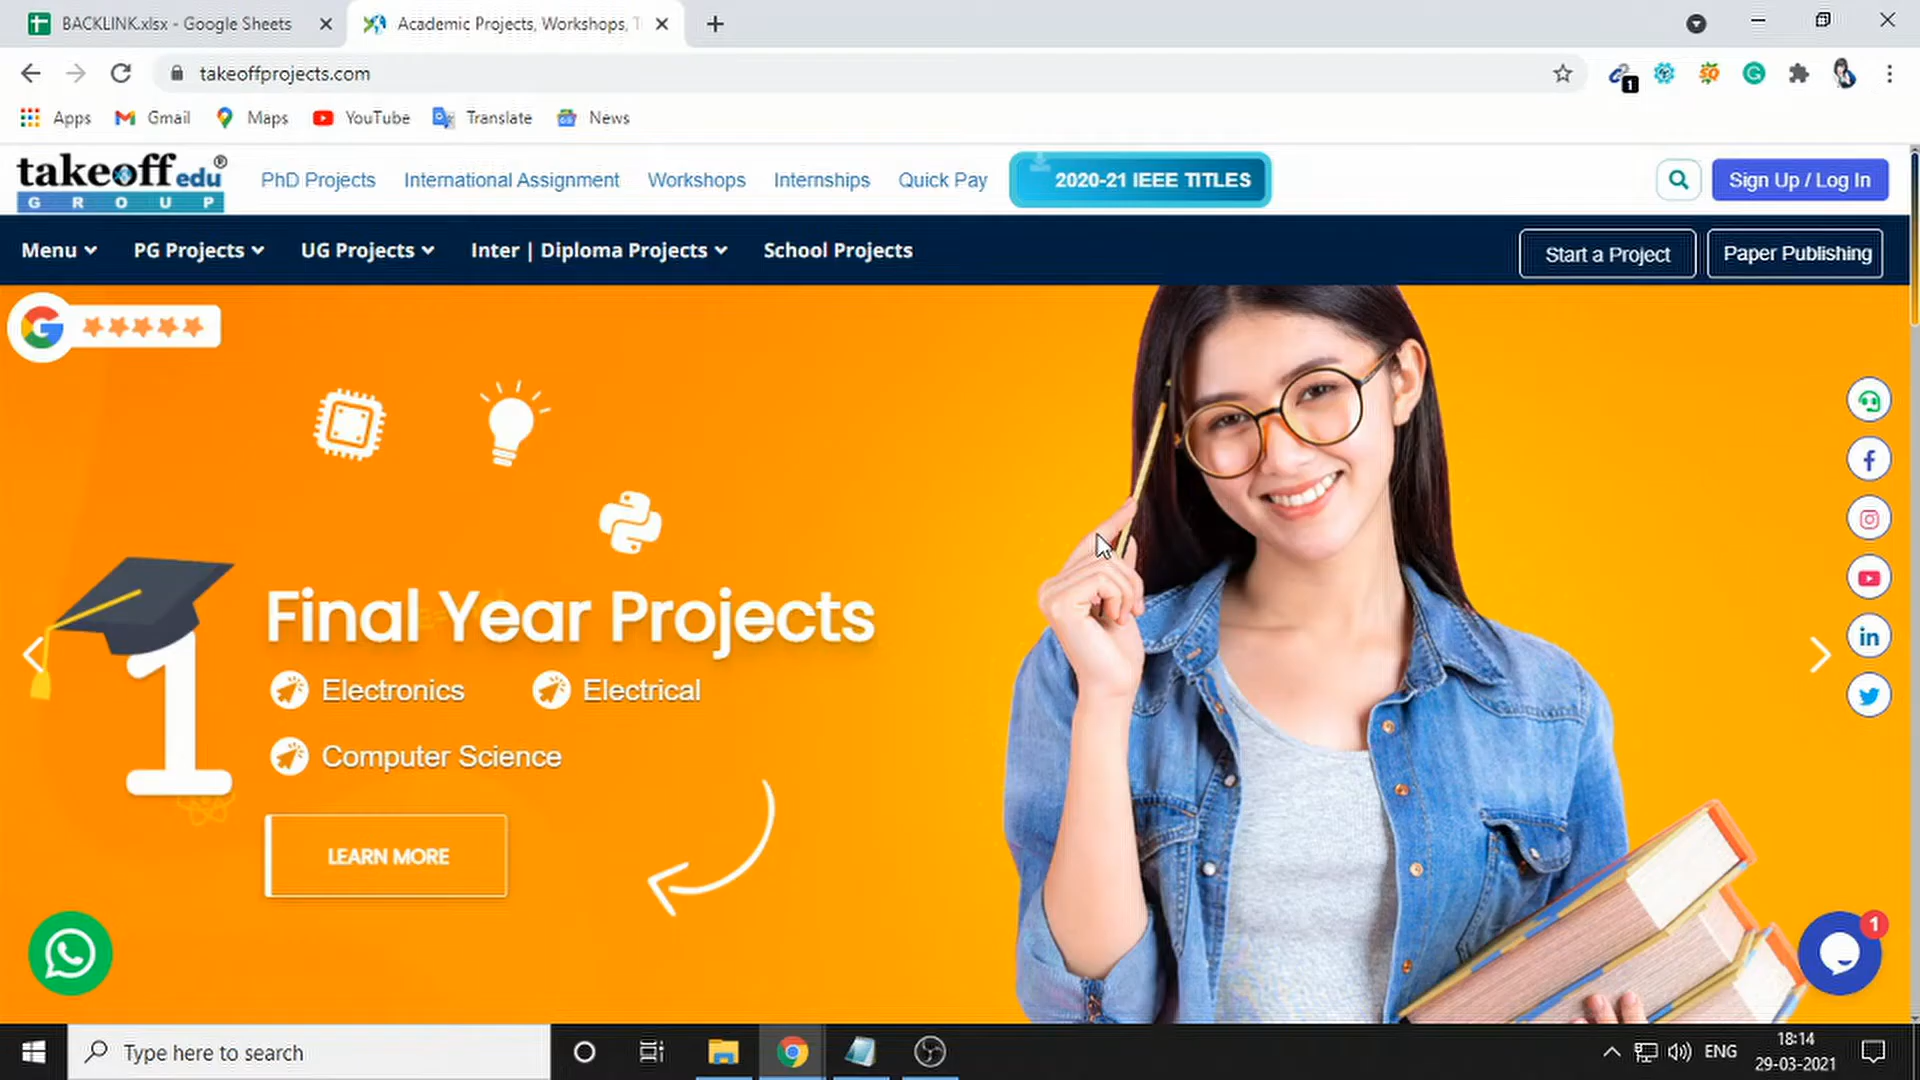 BACKLINK.xlsx - Google Sheets
Academic Projects, Workshops, T
takeoffprojects.com
1
Apps
Gmail
Maps
YouTube
Translate
News
takeoff edu ®
GROUP
PhD Projects
International Assignment
Workshops
Internships
Quick Pay
2020-21 IEEE TITLES
Sign Up / Log In
Menu
PG Projects
UG Projects
Inter | Diploma Projects
School Projects
Start a Project
Paper Publishing
1
Final Year Projects
Electronics
Electrical
Computer Science
LEARN MORE
1
Type here to search
ENG
18:14
29-03-2021